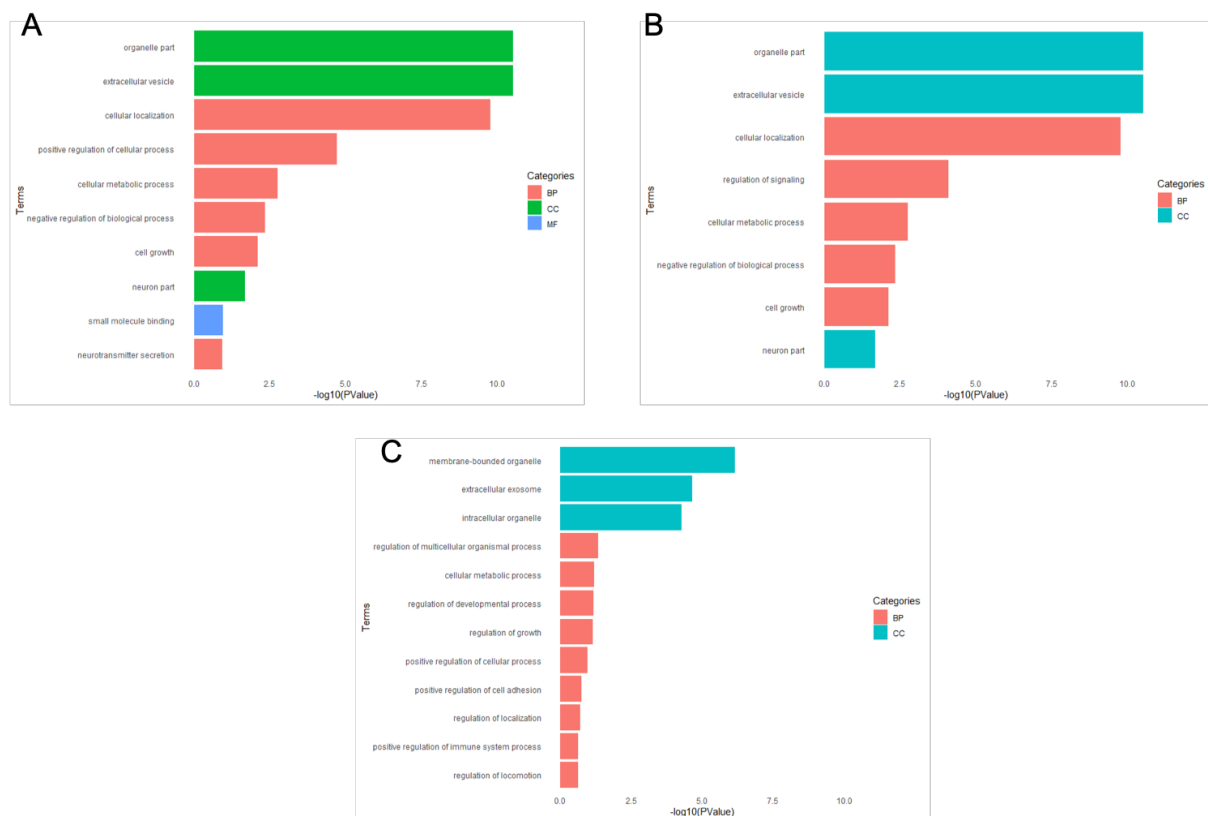 A
organelle part
extracellular vesicle
cellular localization
positive regulation of cellular process
cellular metabolic process
negative regulation of biological process
cell growth
neuron part
small molecule binding
neurotransmitter secretion
Terms
0.0 2.5 5.0 7.5 10.0
-log10(PValue)
Categories
BP
CC
MF
B
organelle part
extracellular vesicle
cellular localization
regulation of signaling
cellular metabolic process
negative regulation of biological process
cell growth
neuron part
Terms
0.0 2.5 5.0 7.5 10.0
-log10(PValue)
Categories
BP
CC
C
membrane-bounded organelle
extracellular exosome
intracellular organelle
regulation of multicellular organismal process
cellular metabolic process
regulation of developmental process
regulation of growth
positive regulation of cellular process
positive regulation of cell adhesion
regulation of localization
positive regulation of immune system process
regulation of locomotion
Terms
0.0 2.5 5.0 7.5 10.0
-log10(PValue)
Categories
BP
CC